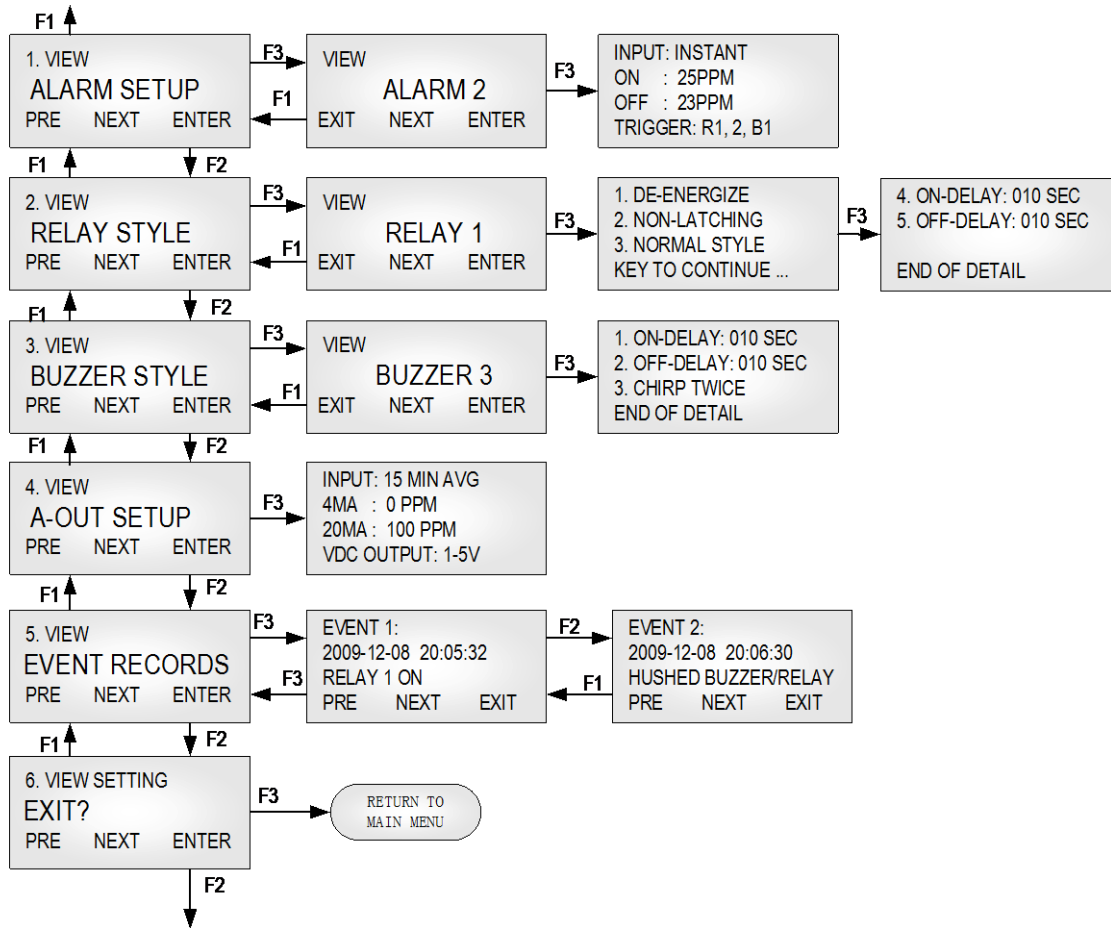 F1
1. VIEW
ALARM SETUP
PRE NEXT ENTER
F3
F1
VIEW
ALARM 2
EXIT NEXT ENTER
F3
INPUT: INSTANT
ON : 25PPM
OFF : 23PPM
TRIGGER: R1, 2, B1
F1
F2
2. VIEW
RELAY STYLE
PRE NEXT ENTER
F3
F1
VIEW
RELAY 1
EXIT NEXT ENTER
F3
1. DE-ENERGIZE
2. NON-LATCHING
3. NORMAL STYLE
KEY TO CONTINUE ...
F3
4. ON-DELAY: 010 SEC
5. OFF-DELAY: 010 SEC
END OF DETAIL
F1
F2
3. VIEW
BUZZER STYLE
PRE NEXT ENTER
F3
F1
VIEW
BUZZER 3
EXIT NEXT ENTER
F3
1. ON-DELAY: 010 SEC
2. OFF-DELAY: 010 SEC
3. CHIRP TWICE
END OF DETAIL
F1
F2
4. VIEW
A-OUT SETUP
PRE NEXT ENTER
F3
INPUT: 15 MIN AVG
4MA : 0 PPM
20MA : 100 PPM
VDC OUTPUT: 1-5V
F1
F2
5. VIEW
EVENT RECORDS
PRE NEXT ENTER
F3
F3
EVENT 1:
2009-12-08 20:05:32
RELAY 1 ON
PRE NEXT EXIT
F2
F1
EVENT 2:
2009-12-08 20:06:30
HUSHED BUZZER/RELAY
PRE NEXT EXIT
F1
F2
6. VIEW SETTING
EXIT?
PRE NEXT ENTER
F3
RETURN TO
MAIN MENU
F2